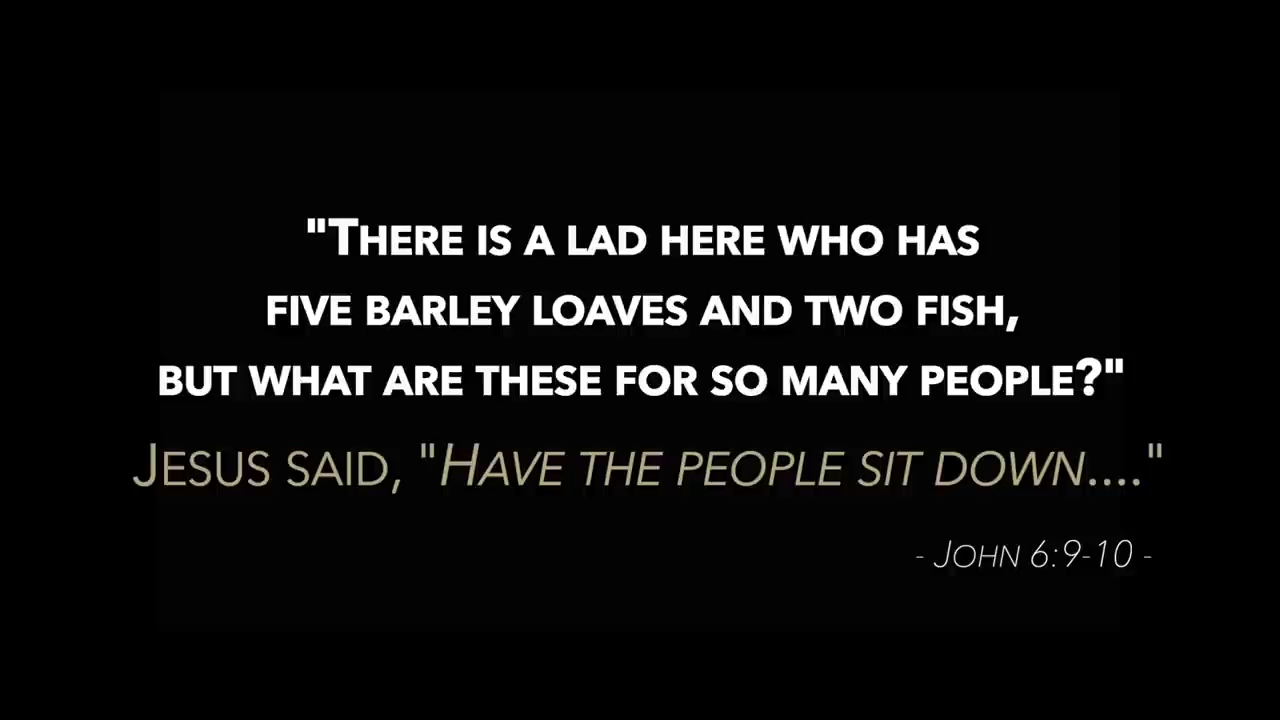 "There is a lad here who has
five barley loaves and two fish,
but what are these for so many people?"
Jesus said, "Have the people sit down...."
- John 6:9-10 -